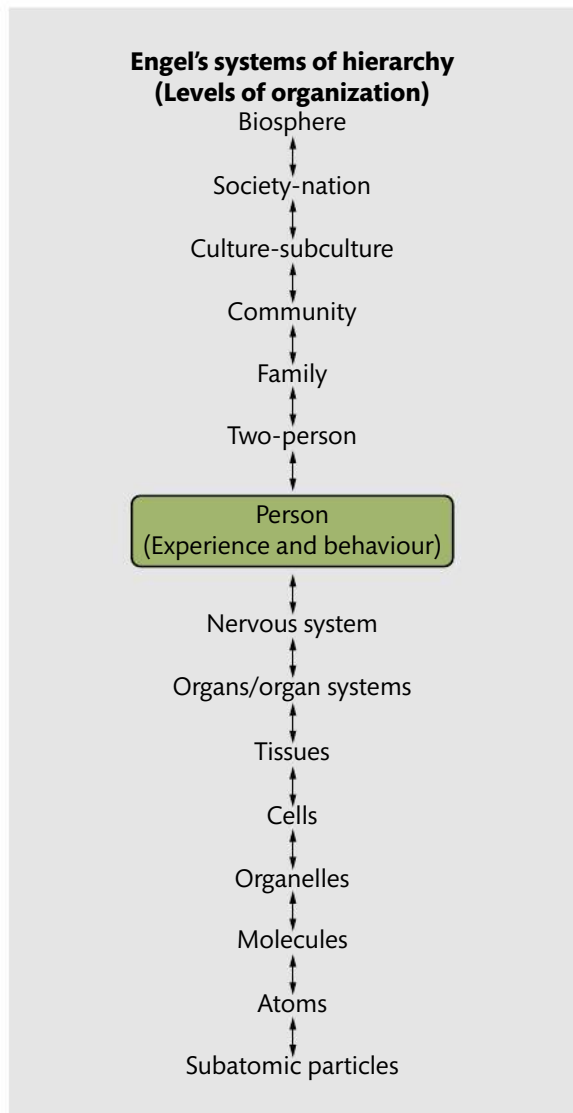 Engel's systems of hierarchy
(Levels of organization)
Biosphere
Society-nation
Culture-subculture
Community
Family
Two-person
Person
(Experience and behaviour)
Nervous system
Organs/organ systems
Tissues
Cells
Organelles
Molecules
Atoms
Subatomic particles